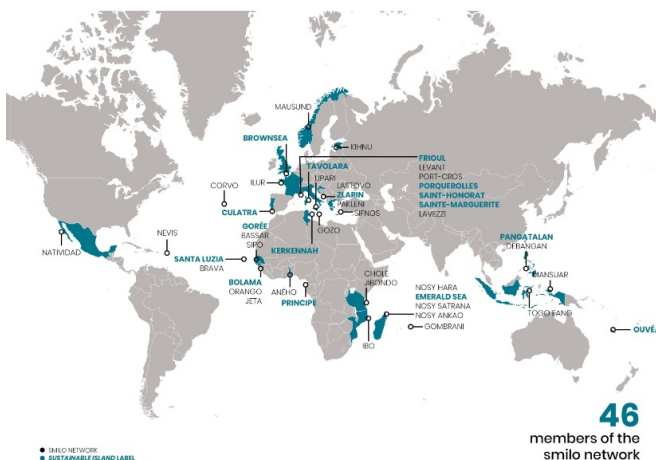 MAUSUND
BROWNSEA
KIHNU
TAVOLARA
LIPARI
FRIOUL
LEVANT
PORT-CROS
PORQUEROLLES
SAINT-HONORAT
SAINTE-MARGUERITE
LAVEZZI
ILUR
LASTOVO
ZLARIN
PAKLENI
SIFNOS
CORVO
CULATRA
GOZO
GORÉE
BASSAR
SIPO
KERKENNAH
NATIVIDAD
NEVIS
SANTA LUZIA
BRAVA
BOLAMA
ORANGO
JETA
ANÉHO
PRINCIPE
CHOLE
JIBONDO
NOSY HARA
EMERALD SEA
NOSY SATRANA
NOSY ANKAO
GOMBRANI
IBO
PANGATALAN
DEBANGAN
MANSUAR
TOGO EANG
OUVÉA
46
members of the
smilo network
SMILO NETWORK
SUSTAINABLE ISLAND LABEL